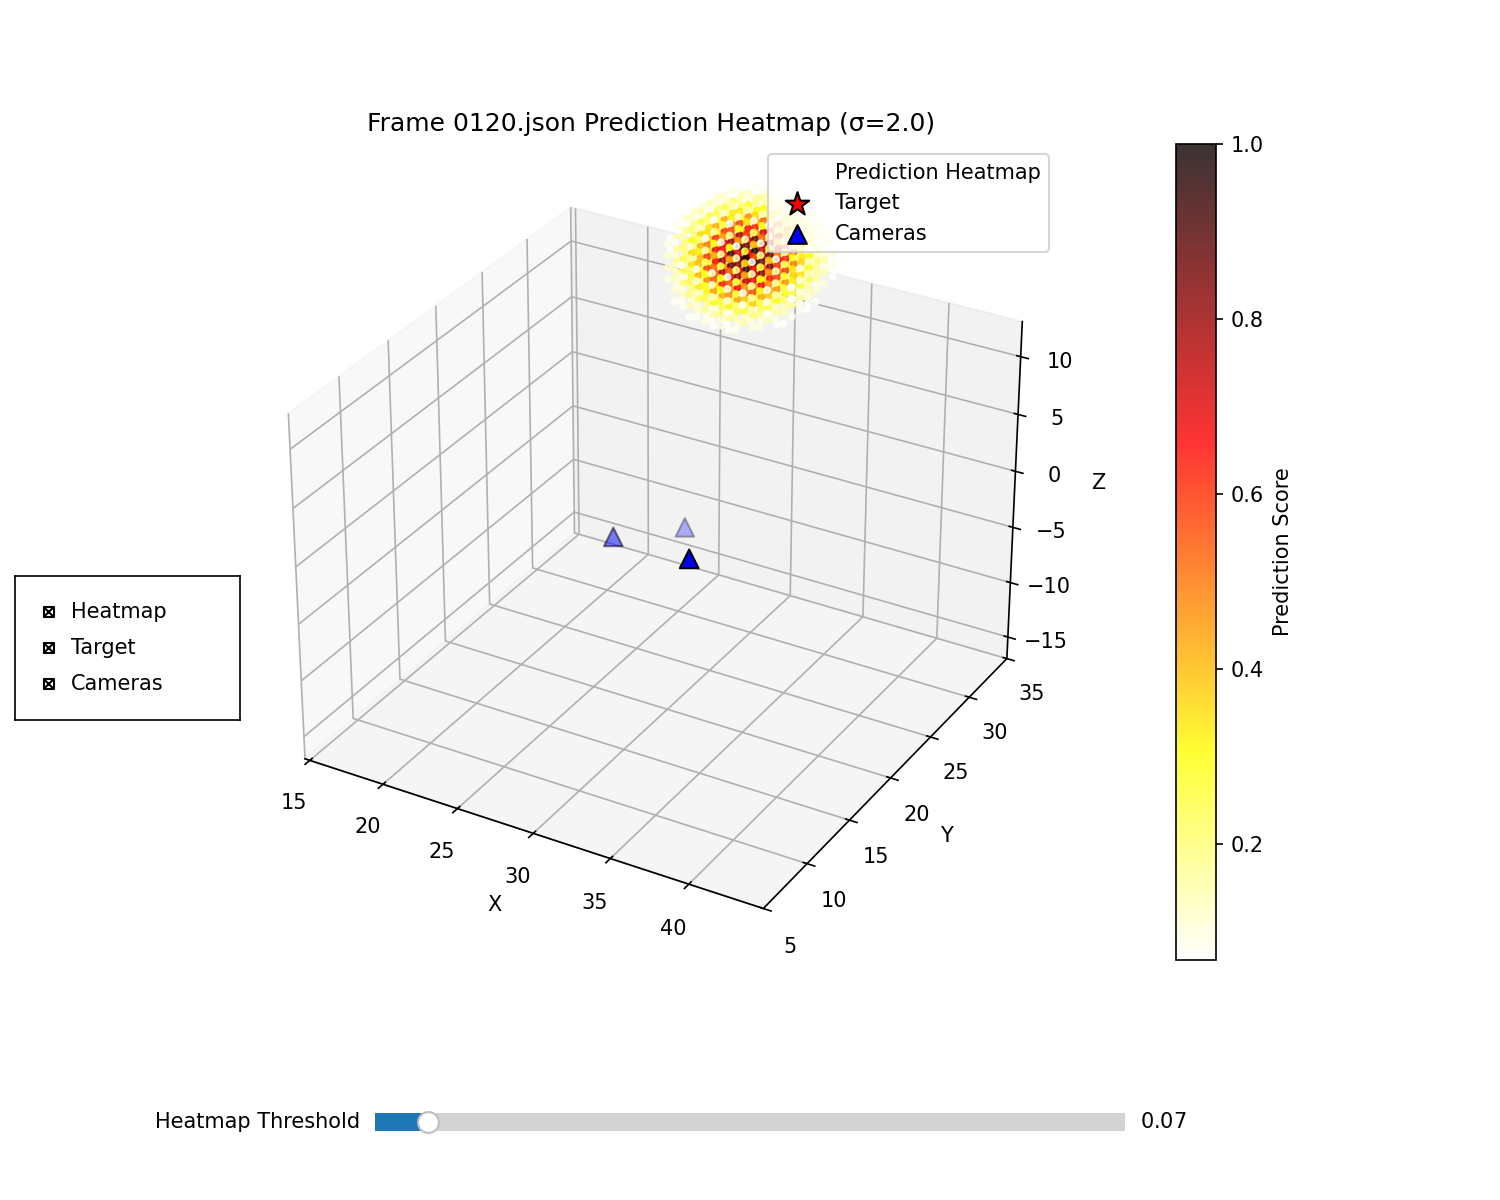 Frame 0120.json Prediction Heatmap (σ=2.0)
Prediction Heatmap
Target
Cameras
1.0
0.8
0.6
0.4
0.2
Prediction Score
10
5
0
−5
−10
−15
Z
35
30
25
20
15
10
5
Y
15
20
25
30
35
40
X
Heatmap
Target
Cameras
Heatmap Threshold 0.07